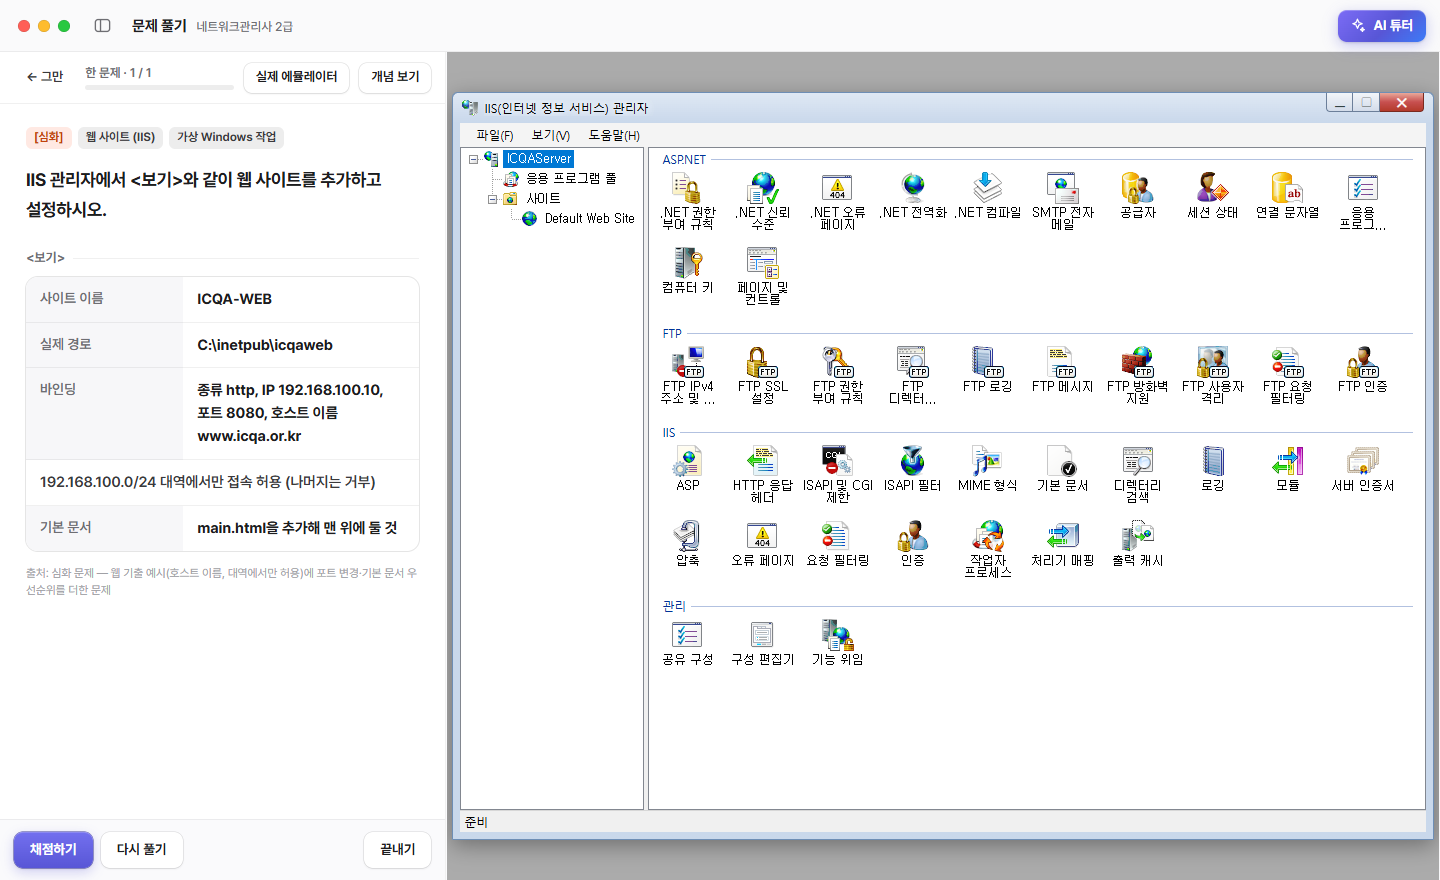 문제 풀기 네트워크관리사 2급
AI 튜터
← 그만
한 문제 · 1 / 1
실제 에뮬레이터
개념 보기
[심화]
웹 사이트 (IIS)
가상 Windows 작업
IIS 관리자에서 <보기>와 같이 웹 사이트를 추가하고
설정하시오.
<보기>
사이트 이름 ICQA-WEB
실제 경로 C:\inetpub\icqaweb
바인딩 종류 http, IP 192.168.100.10,
포트 8080, 호스트 이름
www.icqa.or.kr
192.168.100.0/24 대역에서만 접속 허용 (나머지는 거부)
기본 문서 main.html을 추가해 맨 위에 둘 것
출처: 심화 문제 — 웹 기출 예시(호스트 이름, 대역에서만 허용)에 포트 변경·기본 문서 우
선순위를 더한 문제
채점하기
다시 풀기
끝내기
IIS(인터넷 정보 서비스) 관리자
파일(F) 보기(V) 도움말(H)
ICQAServer
응용 프로그램 풀
사이트
Default Web Site
ASP.NET
.NET 권한
부여 규칙
.NET 신뢰
수준
.NET 오류
페이지
.NET 전역화
.NET 컴파일
SMTP 전자
메일
공급자
세션 상태
연결 문자열
응용
프로그...
컴퓨터 키
페이지 및
컨트롤
FTP
FTP IPv4
주소 및 ...
FTP SSL
설정
FTP 권한
부여 규칙
FTP
디렉터...
FTP 로깅
FTP 메시지
FTP 방화벽
지원
FTP 사용자
격리
FTP 요청
필터링
FTP 인증
IIS
ASP
HTTP 응답
헤더
ISAPI 및 CGI
제한
ISAPI 필터
MIME 형식
기본 문서
디렉터리
검색
로깅
모듈
서버 인증서
압축
오류 페이지
요청 필터링
인증
작업자
프로세스
처리기 매핑
출력 캐시
관리
공유 구성
구성 편집기
기능 위임
준비